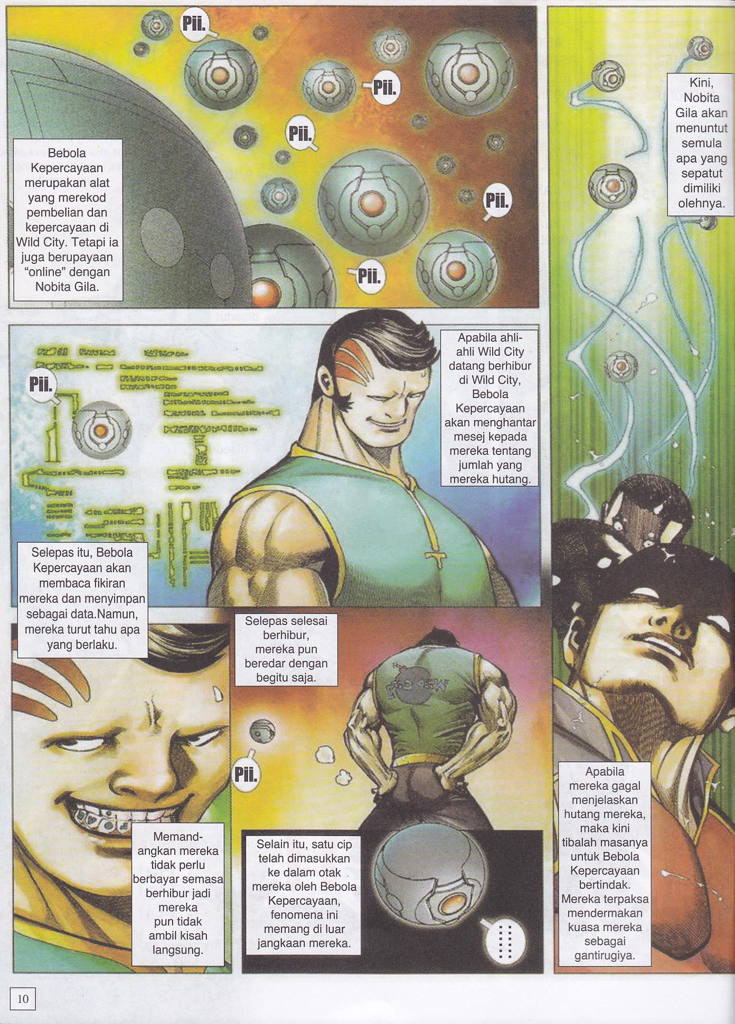 Pii.
Pii.
Pii.
Pii.
Pii.
Bebola
Kepercayaan
merupakan alat
yang merekod
pembelian dan
kepercayaan di
Wild City. Tetapi ia
juga berupayaan
"online" dengan
Nobita Gila.
Pii.
Apabila ahli-
ahli Wild City
datang berhibur
di Wild City,
Bebola
Kepercayaan
akan menghantar
mesej kepada
mereka tentang
jumlah yang
mereka hutang.
Selepas itu, Bebola
Kepercayaan akan
membaca fikiran
mereka dan menyimpan
sebagai data.Namun,
mereka turut tahu apa
yang berlaku.
Memand-
angkan mereka
tidak perlu
berbayar semasa
berhibur jadi
mereka
pun tidak
ambil kisah
langsung.
Selepas selesai
berhibur,
mereka pun
beredar dengan
begitu saja.
Pii.
Selain itu, satu cip
telah dimasukkan
ke dalam otak
mereka oleh Bebola
Kepercayaan,
fenomena ini
memang di luar
jangkaan mereka.
Kini,
Nobita
Gila akan
menuntut
semula
apa yang
sepatut
dimiliki
olehnya.
Apabila
mereka gagal
menjelaskan
hutang mereka,
maka kini
tibalah masanya
untuk Bebola
Kepercayaan
bertindak.
Mereka terpaksa
mendermakan
kuasa mereka
sebagai
gantirugiya.
10